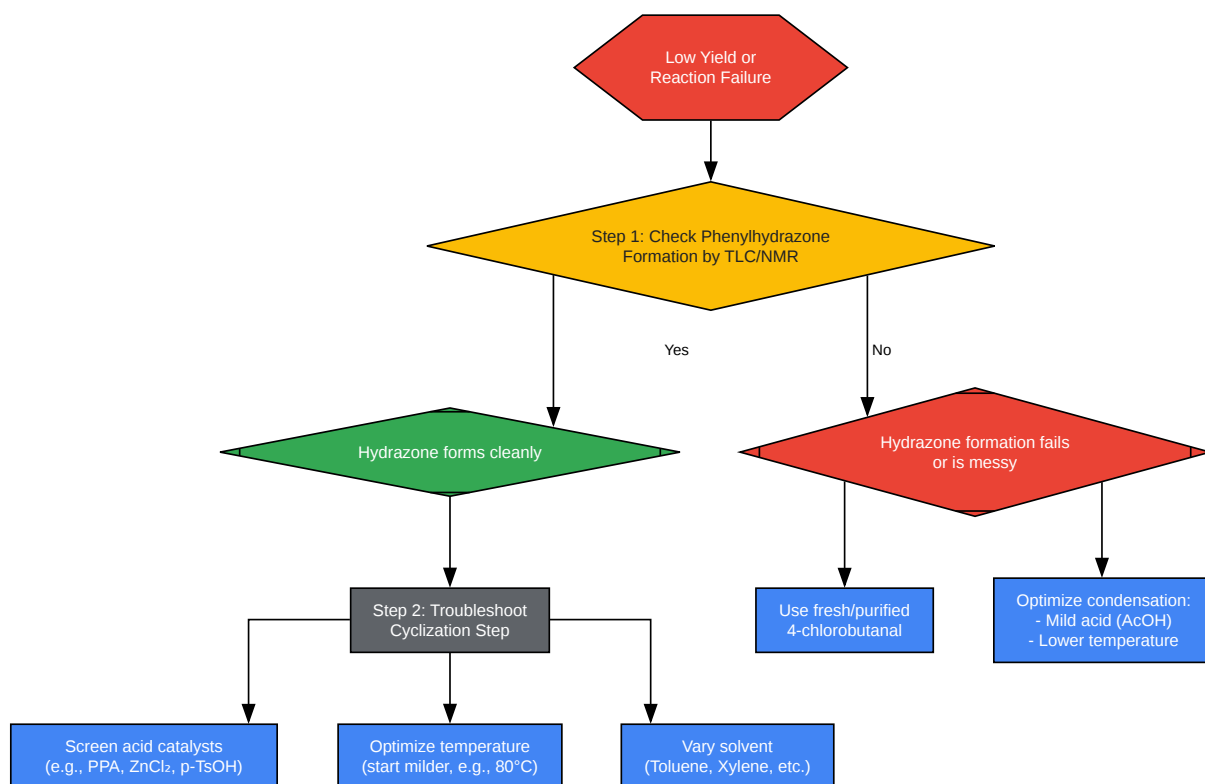 Low Yield or
Reaction Failure
Step 1: Check Phenylhydrazone
Formation by TLC/NMR
Yes
No
Hydrazone forms cleanly
Hydrazone formation fails
or is messy
Step 2: Troubleshoot
Cyclization Step
Use fresh/purified
4-chlorobutanal
Optimize condensation:
- Mild acid (AcOH)
- Lower temperature
Screen acid catalysts
(e.g., PPA, ZnCl₂, p-TsOH)
Optimize temperature
(start milder, e.g., 80°C)
Vary solvent
(Toluene, Xylene, etc.)